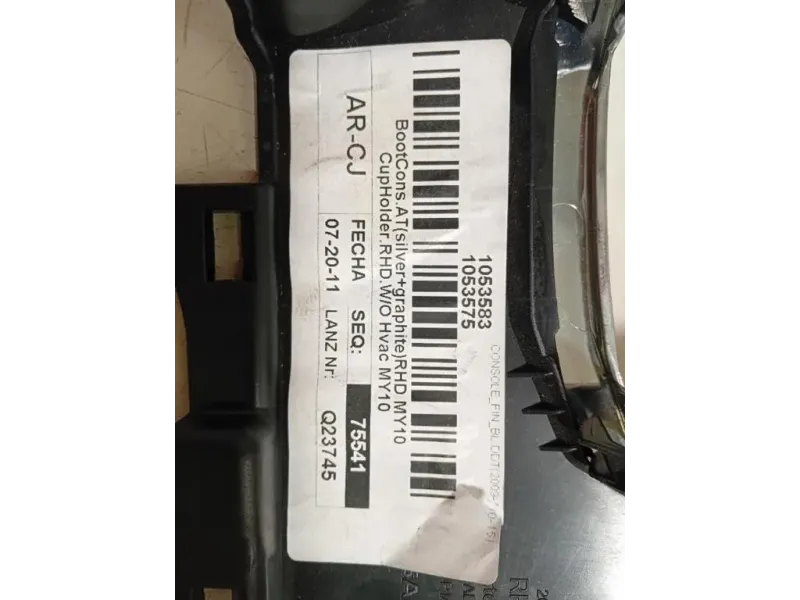 1053583
1053575
BootCons.AT(silver+graphite)RHD MY10
CupHolder.RHD.W/O Hvac MY10
AR-CJ
FECHA SEQ: 75541
07-20-11 LANZ Nr: Q23745